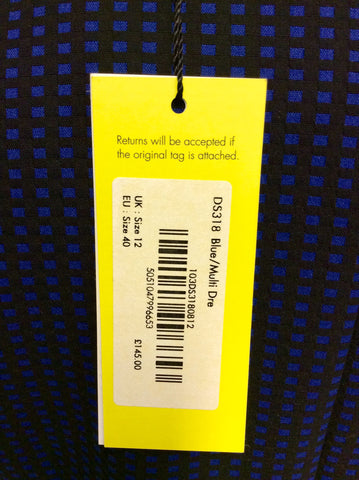 Returns will be accepted if
the original tag is attached.
DS318 Blue/Multi Dre
103DS3180812
5051047996653
UK : Size 12
EU : Size 40
£145.00